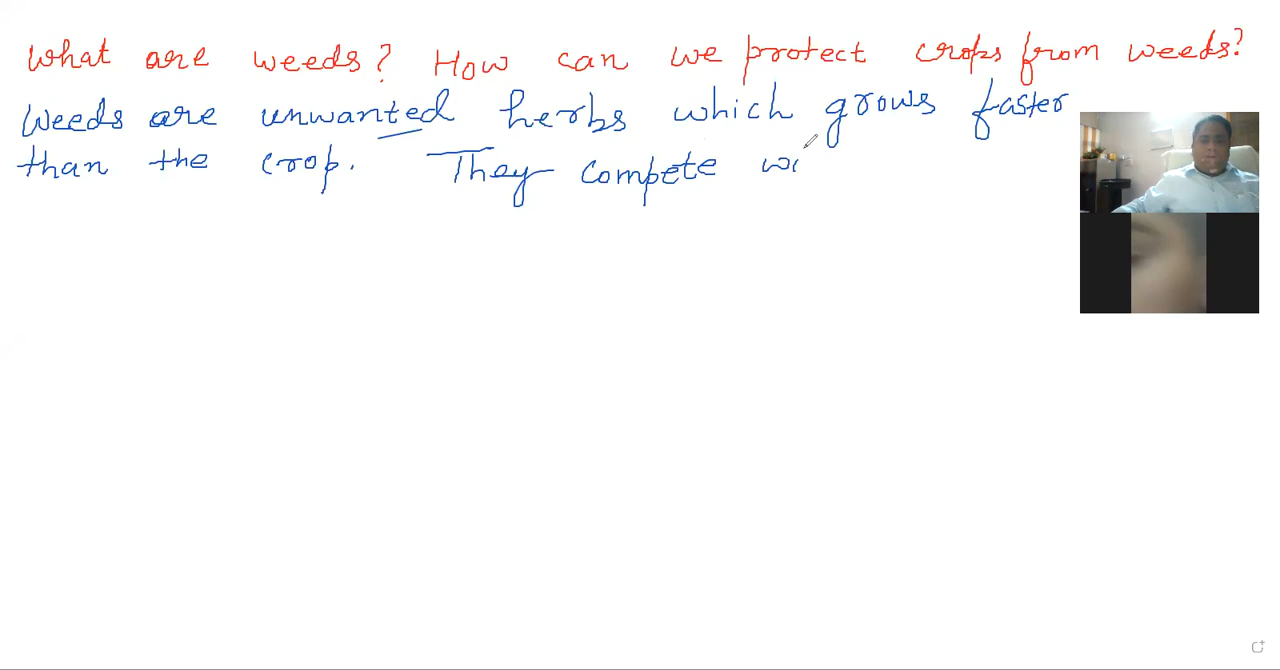 What are weeds? How can we protect crops from weeds?
Weeds are unwanted herbs which grows faster
than the crop. They compete wi